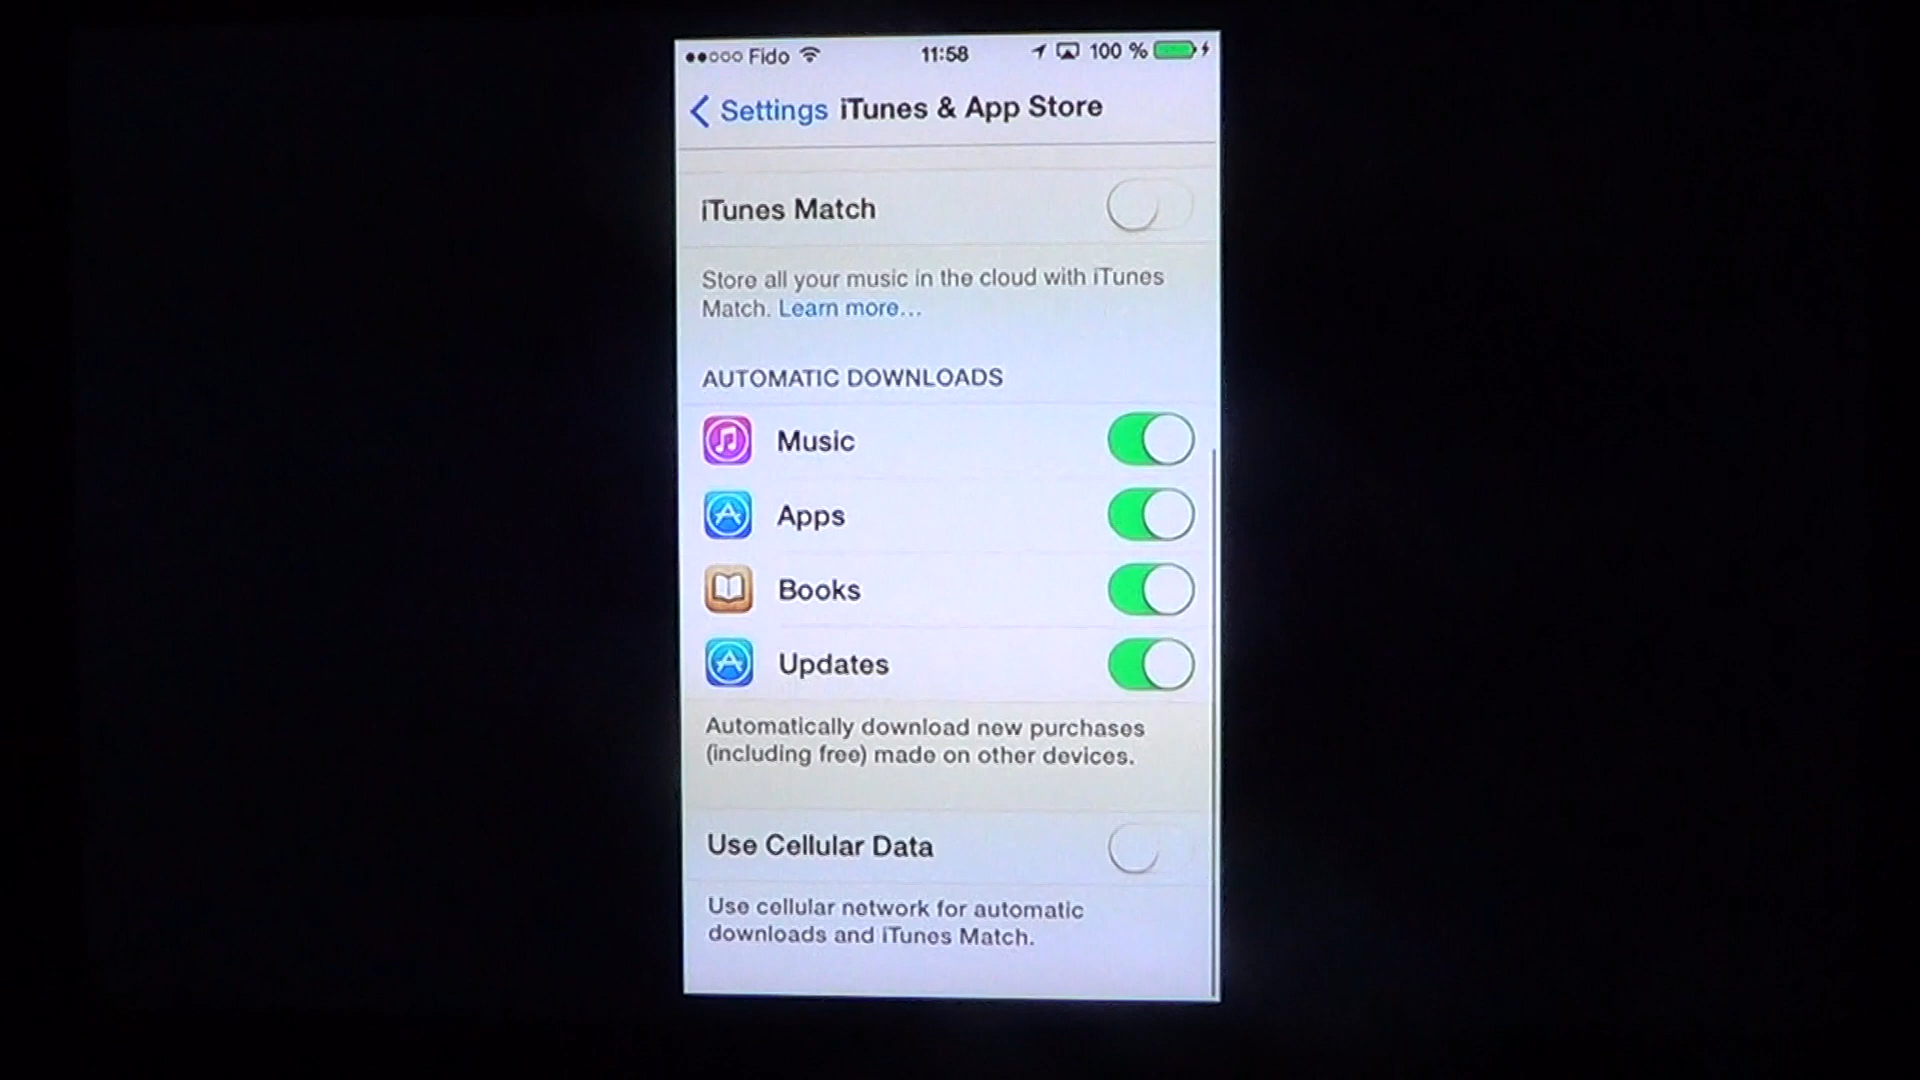 Fido 11:58 100 %
Settings iTunes & App Store
iTunes Match
Store all your music in the cloud with iTunes
Match. Learn more...
AUTOMATIC DOWNLOADS
Music
Apps
Books
Updates
Automatically download new purchases
(including free) made on other devices.
Use Cellular Data
Use cellular network for automatic
downloads and iTunes Match.